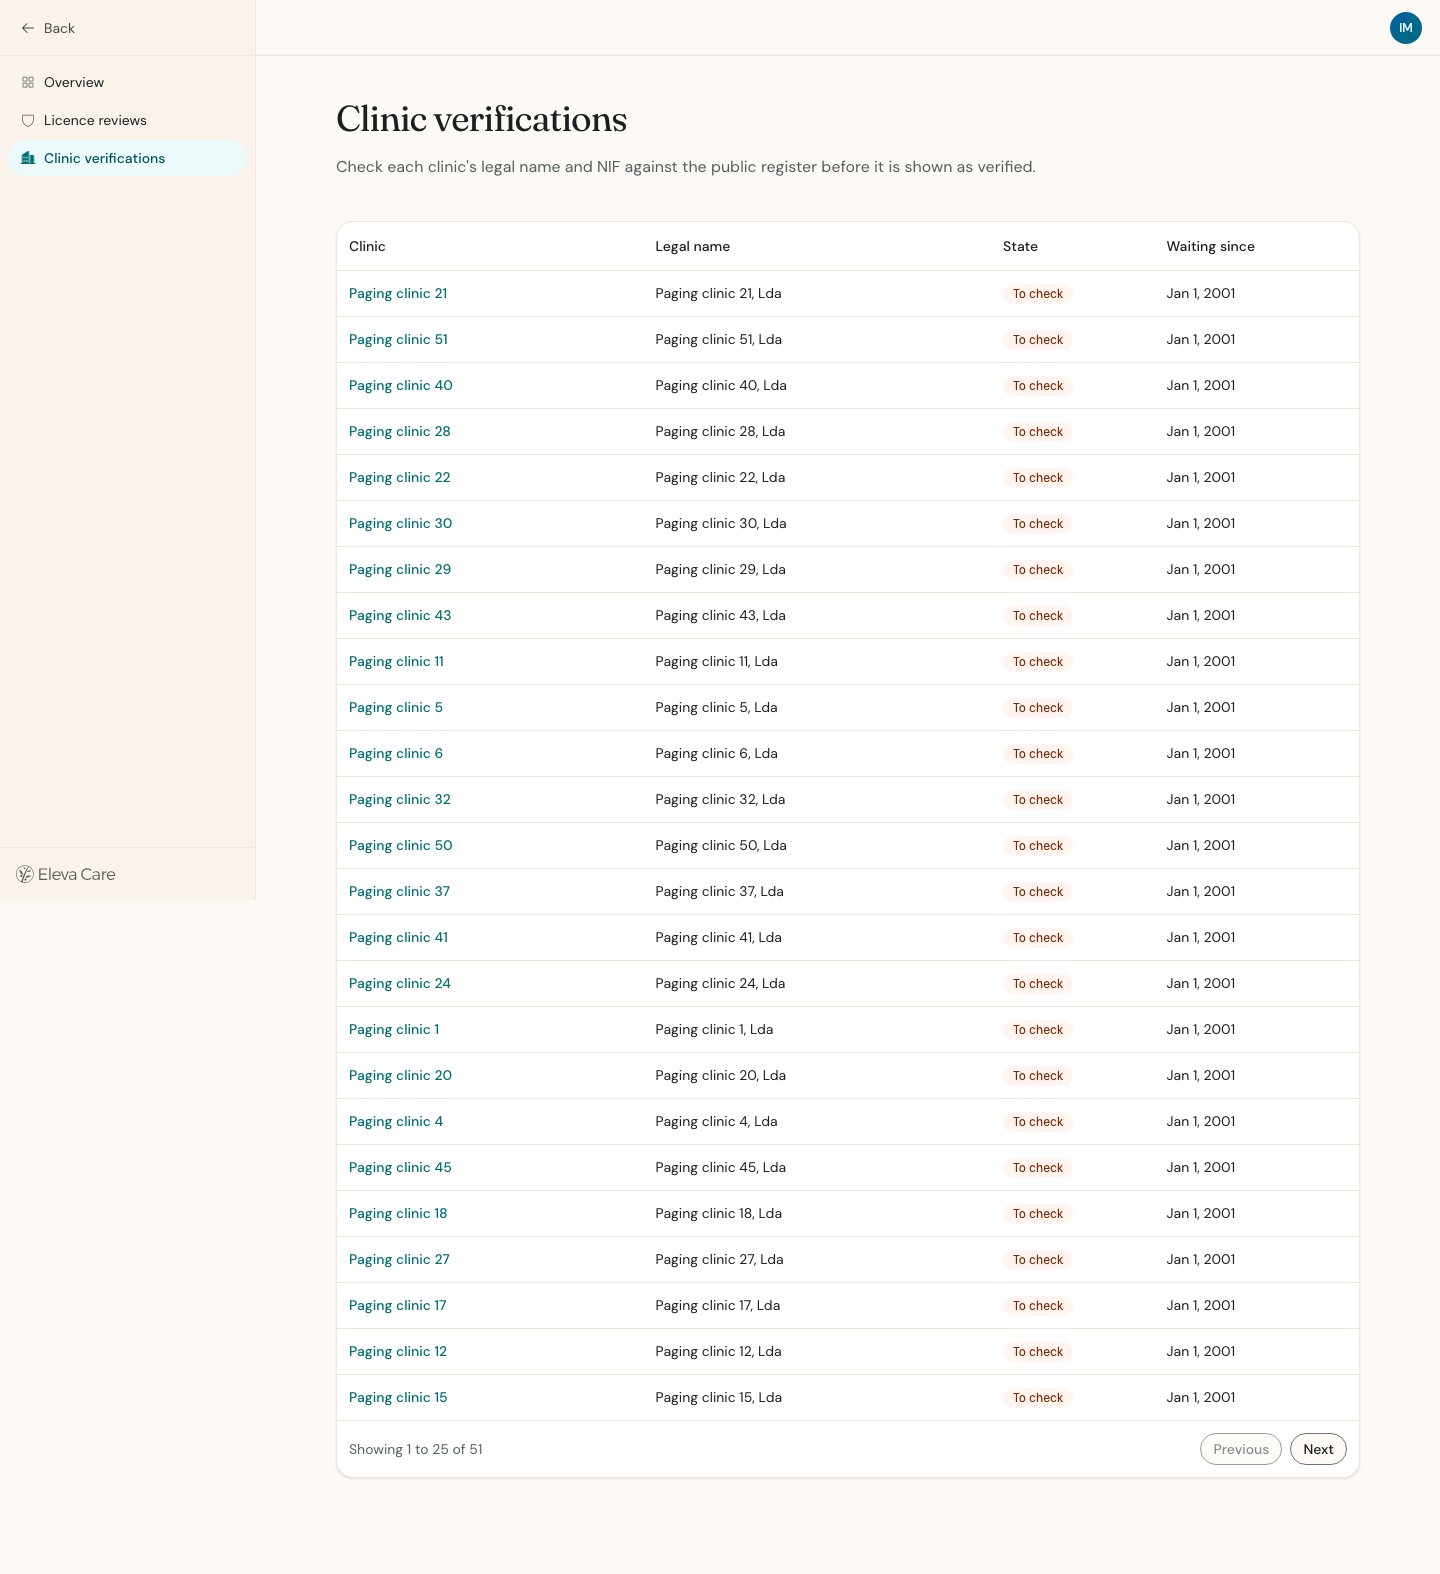 Back
IM
Overview
Licence reviews
Clinic verifications
Clinic verifications
Check each clinic's legal name and NIF against the public register before it is shown as verified.
Clinic Legal name State Waiting since
Paging clinic 21 Paging clinic 21, Lda To check Jan 1, 2001
Paging clinic 51 Paging clinic 51, Lda To check Jan 1, 2001
Paging clinic 40 Paging clinic 40, Lda To check Jan 1, 2001
Paging clinic 28 Paging clinic 28, Lda To check Jan 1, 2001
Paging clinic 22 Paging clinic 22, Lda To check Jan 1, 2001
Paging clinic 30 Paging clinic 30, Lda To check Jan 1, 2001
Paging clinic 29 Paging clinic 29, Lda To check Jan 1, 2001
Paging clinic 43 Paging clinic 43, Lda To check Jan 1, 2001
Paging clinic 11 Paging clinic 11, Lda To check Jan 1, 2001
Paging clinic 5 Paging clinic 5, Lda To check Jan 1, 2001
Paging clinic 6 Paging clinic 6, Lda To check Jan 1, 2001
Paging clinic 32 Paging clinic 32, Lda To check Jan 1, 2001
Paging clinic 50 Paging clinic 50, Lda To check Jan 1, 2001
Paging clinic 37 Paging clinic 37, Lda To check Jan 1, 2001
Paging clinic 41 Paging clinic 41, Lda To check Jan 1, 2001
Paging clinic 24 Paging clinic 24, Lda To check Jan 1, 2001
Paging clinic 1 Paging clinic 1, Lda To check Jan 1, 2001
Paging clinic 20 Paging clinic 20, Lda To check Jan 1, 2001
Paging clinic 4 Paging clinic 4, Lda To check Jan 1, 2001
Paging clinic 45 Paging clinic 45, Lda To check Jan 1, 2001
Paging clinic 18 Paging clinic 18, Lda To check Jan 1, 2001
Paging clinic 27 Paging clinic 27, Lda To check Jan 1, 2001
Paging clinic 17 Paging clinic 17, Lda To check Jan 1, 2001
Paging clinic 12 Paging clinic 12, Lda To check Jan 1, 2001
Paging clinic 15 Paging clinic 15, Lda To check Jan 1, 2001
Showing 1 to 25 of 51 Previous Next
Eleva Care